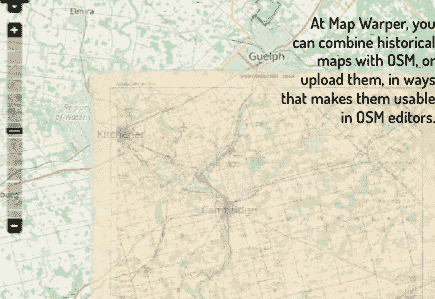 Elmira
Guelph
At Map Warper, you
can combine historical
maps with OSM, or
upload them, in ways
that makes them usable
in OSM editors.
Kitchener
Cambridge